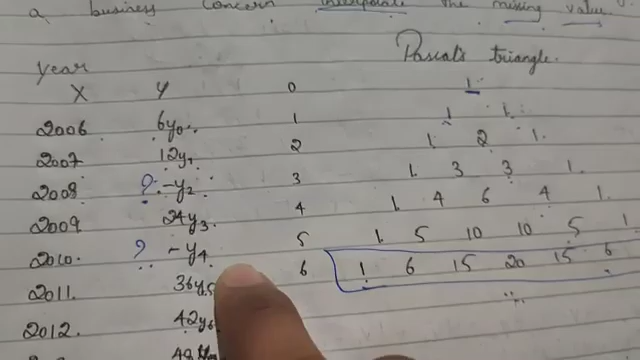 a business concern interpolate the missing value
Pascal's triangle.
year
X y 0 1
2006 6y0 1 1 1
2007 12y1 2 1 2 1
2008 ? -y2 3 1 3 3 1
2009 24y3 4 1 4 6 4 1
2010 ? -y4 5 1 5 10 10 5 1
2011 36y5 6 1 6 15 20 15 6
2012 42y6
48